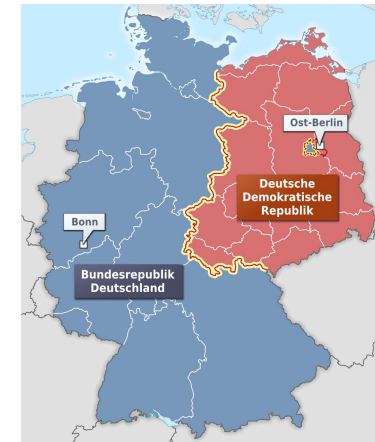 Ost-Berlin
Deutsche
Demokratische
Republik
Bonn
Bundesrepublik
Deutschland